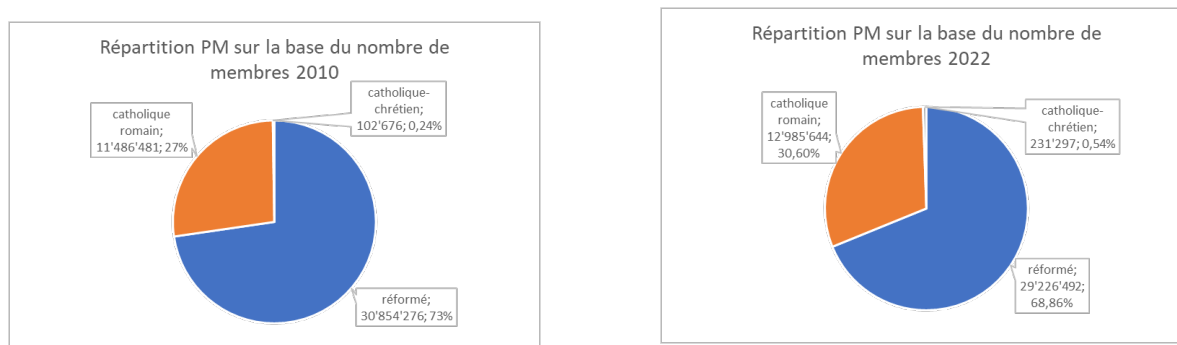 Répartition PM sur la base du nombre de
membres 2010
catholique-
chrétien;
102'676; 0,24%
catholique
romain;
11'486'481; 27%
réformé;
30'854'276; 73%
Répartition PM sur la base du nombre de
membres 2022
catholique
romain;
12'985'644;
30,60%
catholique-
chrétien;
231'297; 0,54%
réformé;
29'226'492;
68,86%